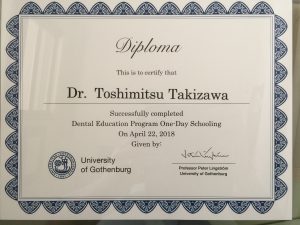 Diploma
This is to certify that
Dr. Toshimitsu Takizawa
Successfully completed
Dental Education Program One-Day Schooling
On April 22, 2018
Given by:
University
of Gothenburg
Professor Peter Lingström
University of Gothenburg